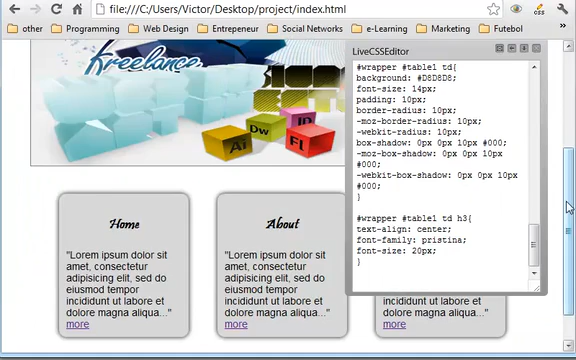 file:///C:/Users/Victor/Desktop/project/index.html
CSS
other Programming Web Design Entrepreneur Social Networks e-Learning Marketing Futebol
freelance
Ai
Dw
ID
Fl
LiveCSSEditor
#wrapper #table1 td{
background: #D8D8D8;
font-size: 14px;
padding: 10px;
border-radius: 10px;
-moz-border-radius: 10px;
-webkit-radius: 10px;
box-shadow: 0px 0px 10px #000;
-moz-box-shadow: 0px 0px 10px
#000;
-webkit-box-shadow: 0px 0px 10px
#000;
}
#wrapper #table1 td h3{
text-align: center;
font-family: pristina;
font-size: 20px;
}
Home
"Lorem ipsum dolor sit
amet, consectetur
adipisicing elit, sed do
eiusmod tempor
incididunt ut labore et
dolore magna aliqua..."
more
About
"Lorem ipsum dolor sit
amet, consectetur
adipisicing elit, sed do
eiusmod tempor
incididunt ut labore et
dolore magna aliqua..."
more
incididunt ut labore et
dolore magna aliqua..."
more